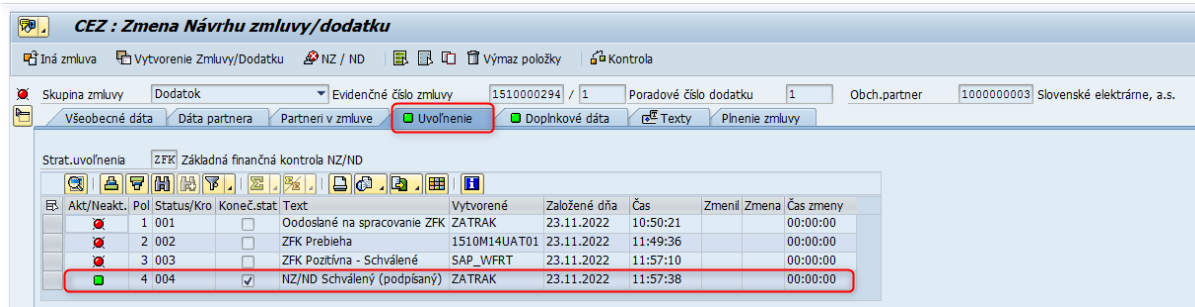 CEZ : Zmena Návrhu zmluvy/dodatku
Iná zmluva Vytvorenie Zmluvy/Dodatku NZ / ND Výmaz položky Kontrola
Skupina zmluvy Dodatok Evidenčné číslo zmluvy 1510000294 / 1 Poradové číslo dodatku 1 Obch.partner 1000000003 Slovenské elektrárne, a.s.
Všeobecné dáta Dáta partnera Partneri v zmluve Uvoľnenie Doplnkové dáta Texty Plnenie zmluvy
Strat.uvoľnenia ZFK Základná finančná kontrola NZ/ND
Akt/Neakt. Pol Status/Kro Koneč.stat Text Vytvorené Založené dňa Čas Zmenil Zmena Čas zmeny
1 001 Oodoslané na spracovanie ZFK ZATRAK 23.11.2022 10:50:21 00:00:00
2 002 ZFK Prebieha 1510M14UAT01 23.11.2022 11:49:36 00:00:00
3 003 ZFK Pozitívna - Schválené SAP_WFRT 23.11.2022 11:57:10 00:00:00
4 004 NZ/ND Schválený (podpísaný) ZATRAK 23.11.2022 11:57:38 00:00:00